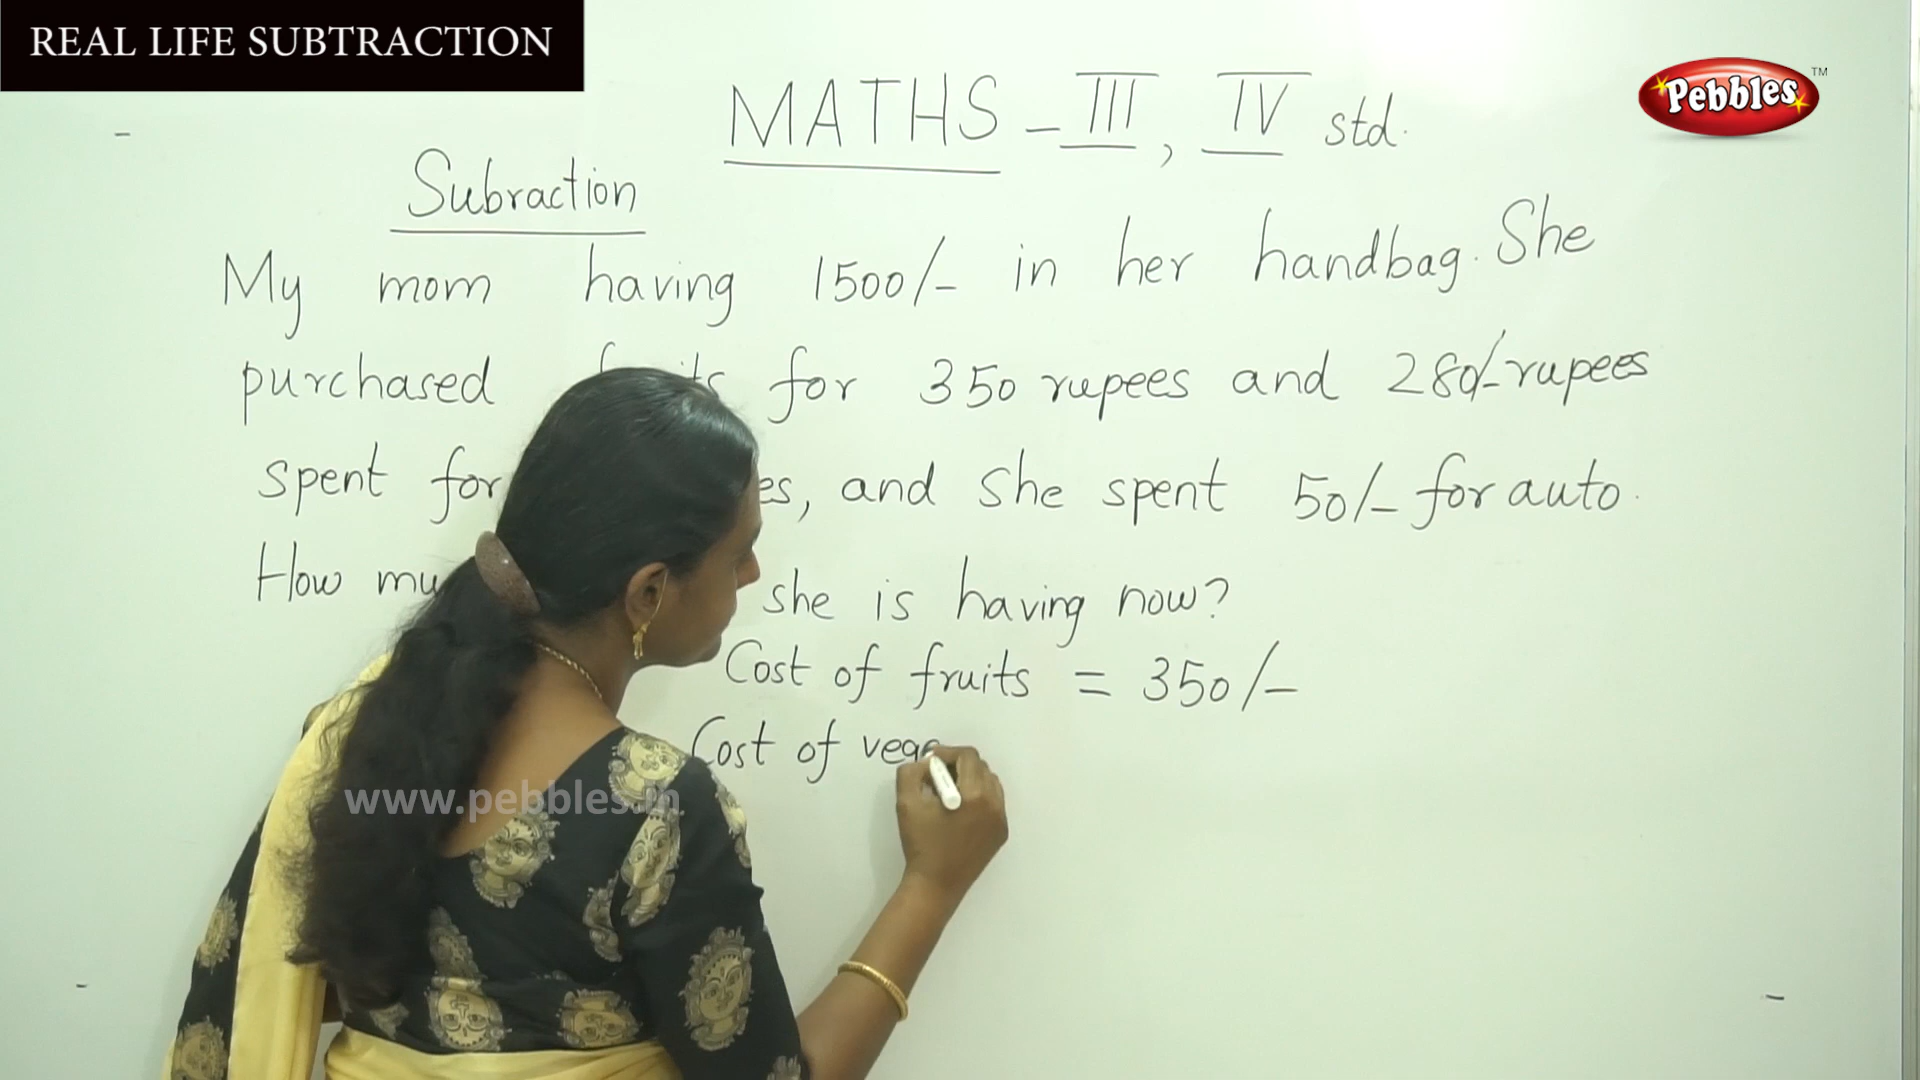 REAL LIFE SUBTRACTION
Pebbles TM
MATHS - III, IV std.
Subraction
My mom having 1500/- in her handbag. She
purchased fruits for 350 rupees and 280/- rupees
spent for and she spent 50/- for auto.
How she is having now?
Cost of fruits = 350/-
Cost of
www.pebbles.in